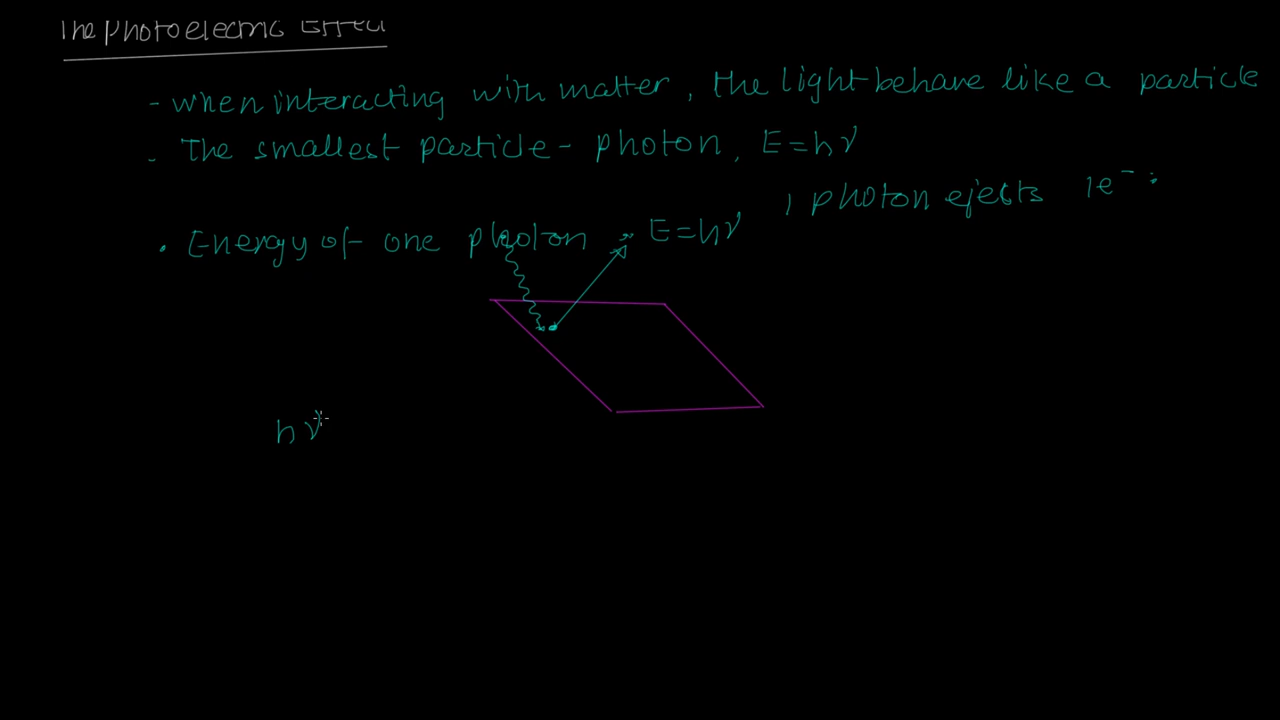 The Photoelectric Effect
- when interacting with matter, the light behave like a particle
- The smallest particle - photon, E=hν
1 photon ejects 1e⁻.
• Energy of one photon E=hν
hν